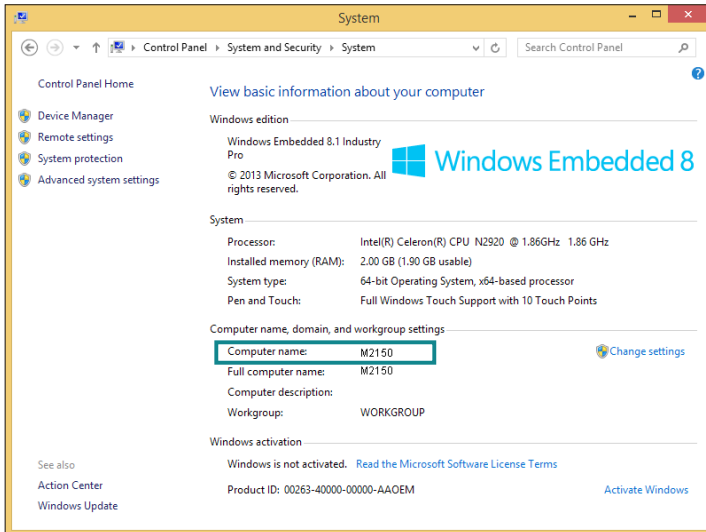 System
Control Panel ▸ System and Security ▸ System
Search Control Panel
Control Panel Home
Device Manager
Remote settings
System protection
Advanced system settings
See also
Action Center
Windows Update
View basic information about your computer
Windows edition
Windows Embedded 8.1 Industry
Pro
© 2013 Microsoft Corporation. All
rights reserved.
Windows Embedded 8
System
Processor: Intel(R) Celeron(R) CPU N2920 @ 1.86GHz 1.86 GHz
Installed memory (RAM): 2.00 GB (1.90 GB usable)
System type: 64-bit Operating System, x64-based processor
Pen and Touch: Full Windows Touch Support with 10 Touch Points
Computer name, domain, and workgroup settings
Computer name: M2150
Change settings
Full computer name: M2150
Computer description:
Workgroup: WORKGROUP
Windows activation
Windows is not activated. Read the Microsoft Software License Terms
Product ID: 00263-40000-00000-AAOEM
Activate Windows